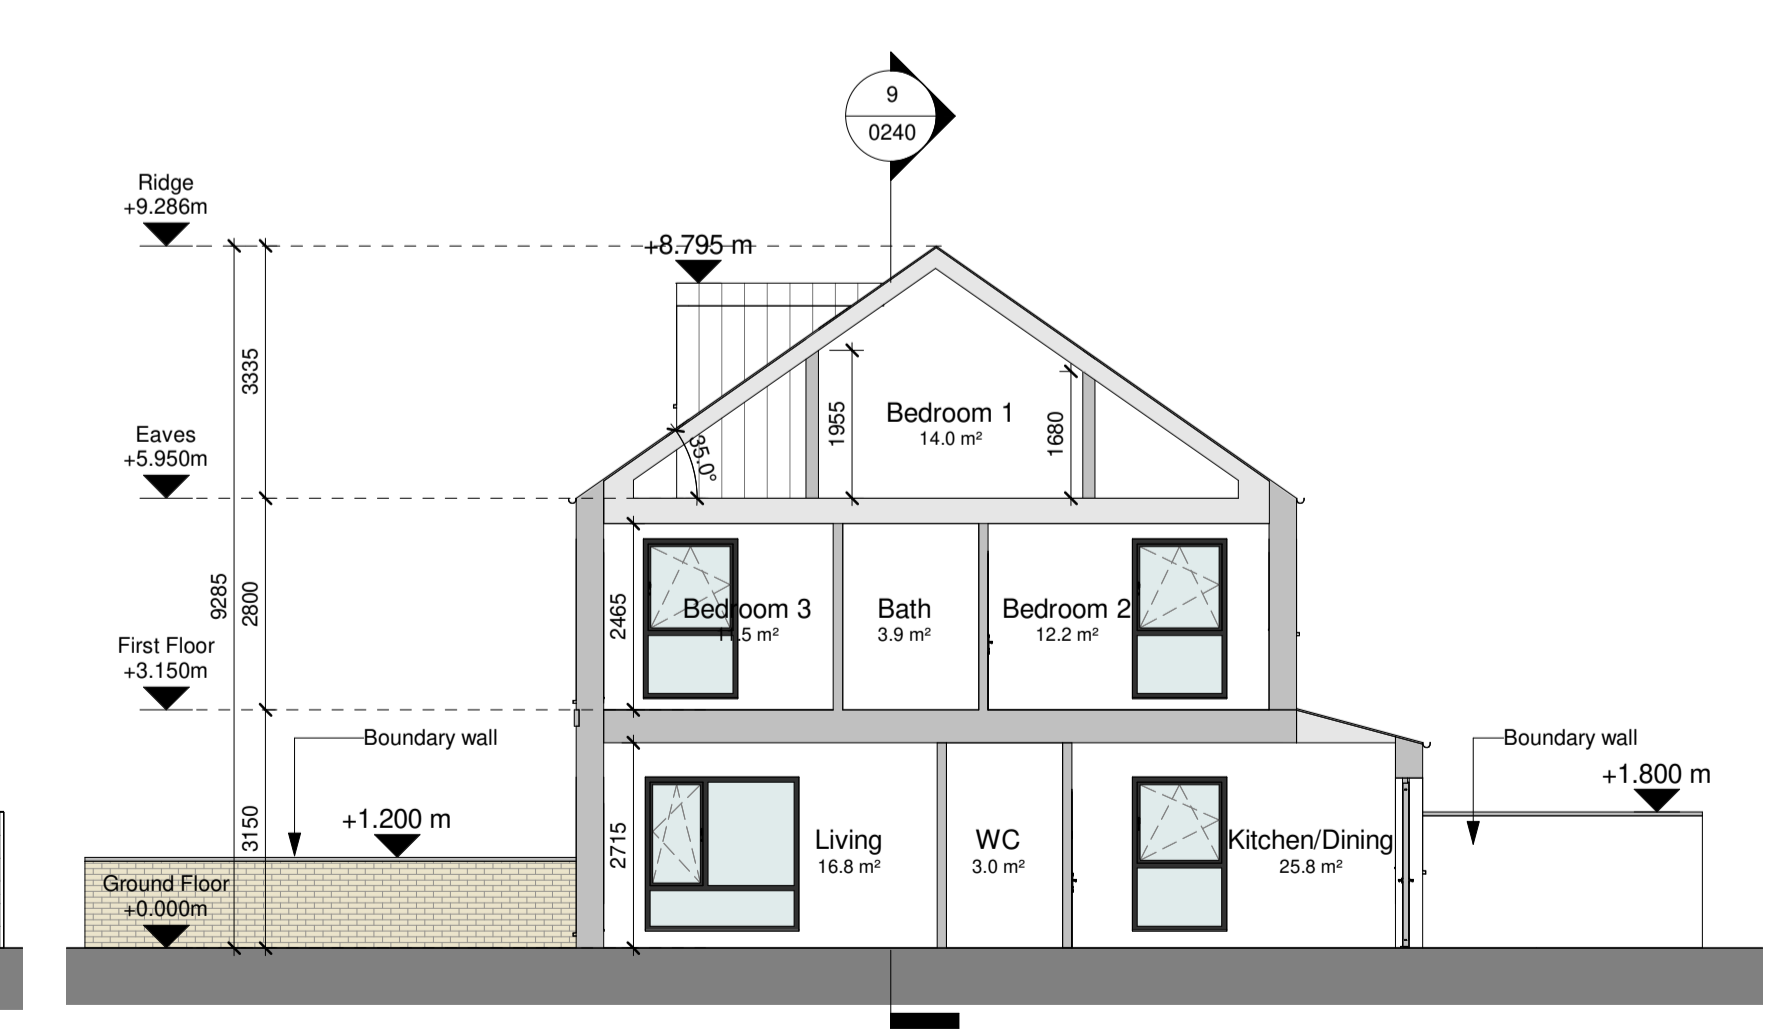 9
0240
Ridge
+9.286m
+8.795 m
3335
1955
Bedroom 1
14.0 m²
1680
35.0°
Eaves
+5.950m
9285
2800
2465
Bedroom 3
11.5 m²
Bath
3.9 m²
Bedroom 2
12.2 m²
First Floor
+3.150m
Boundary wall
Boundary wall
+1.800 m
+1.200 m
3150
2715
Living
16.8 m²
WC
3.0 m²
Kitchen/Dining
25.8 m²
Ground Floor
+0.000m